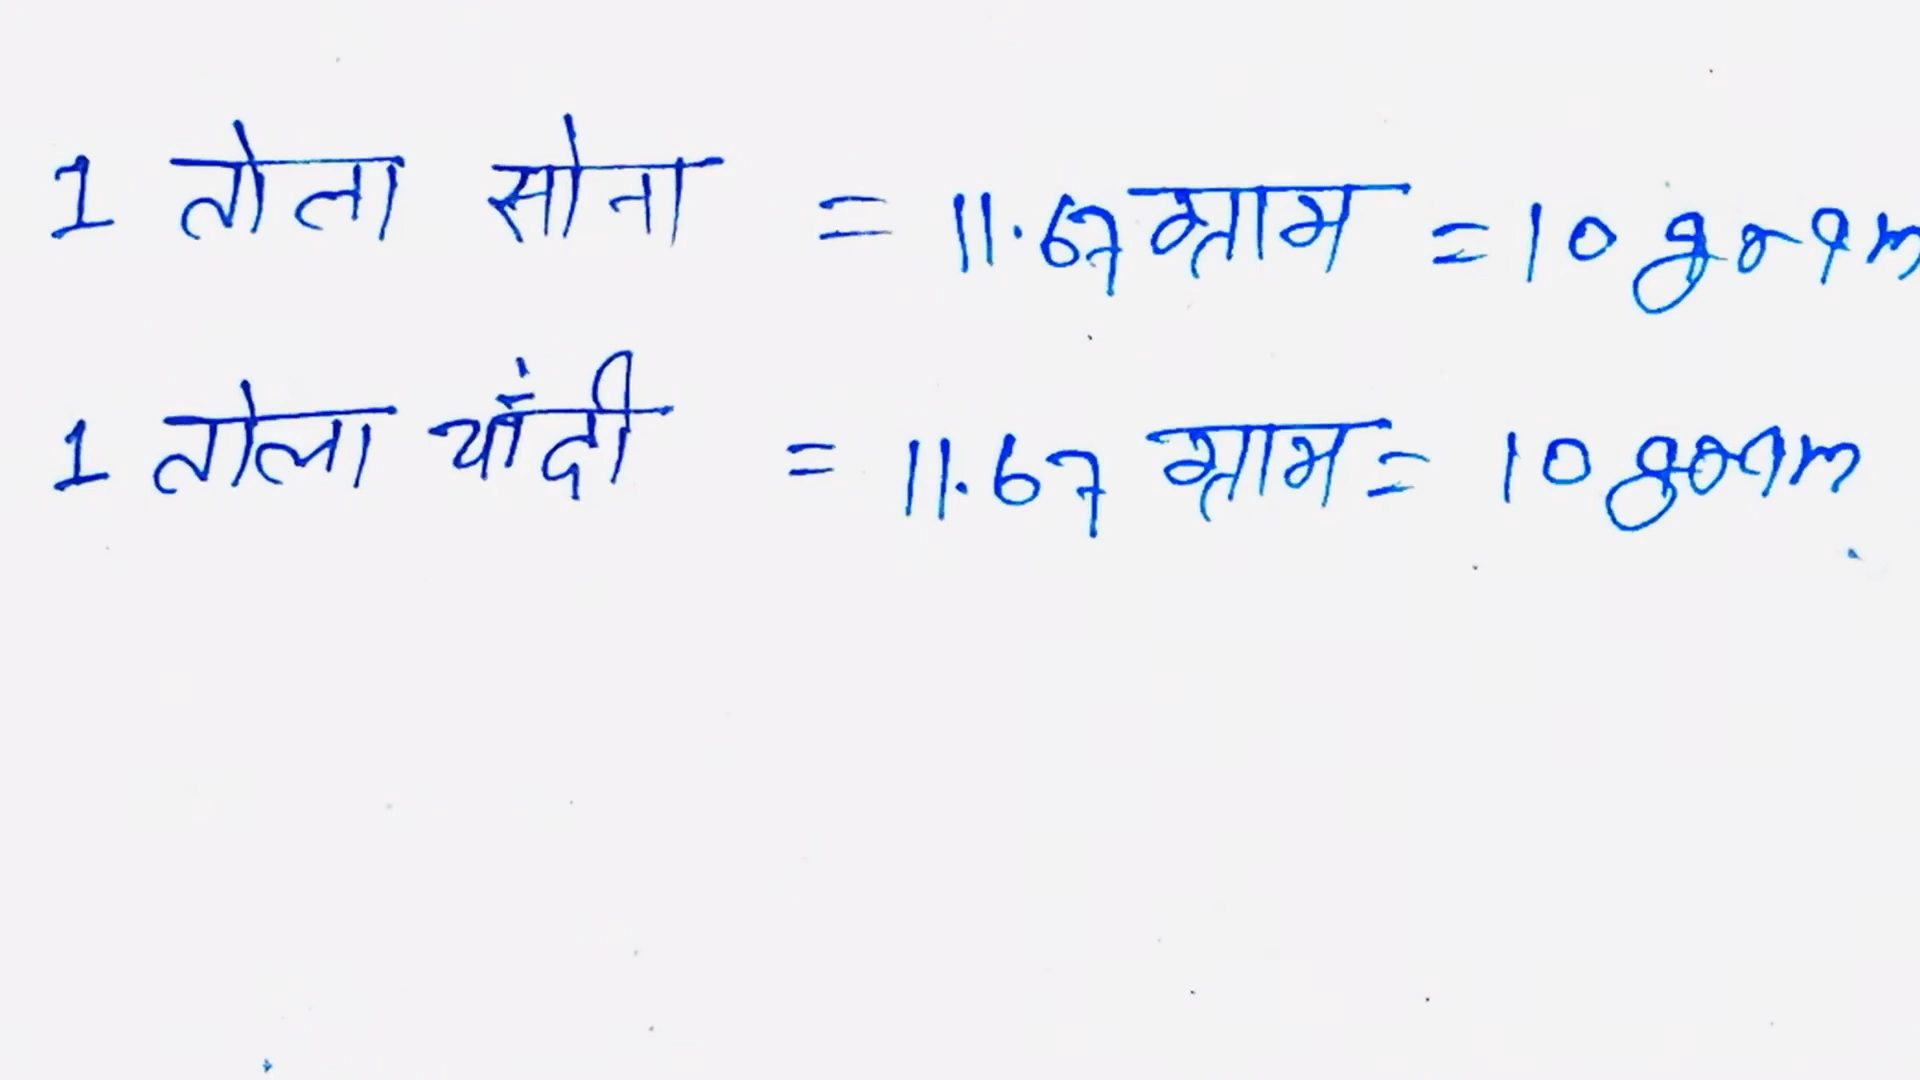 1 तोला सोना = 11.67 ग्राम = 10 gram
1 तोला चाँदी = 11.67 ग्राम = 10 gram